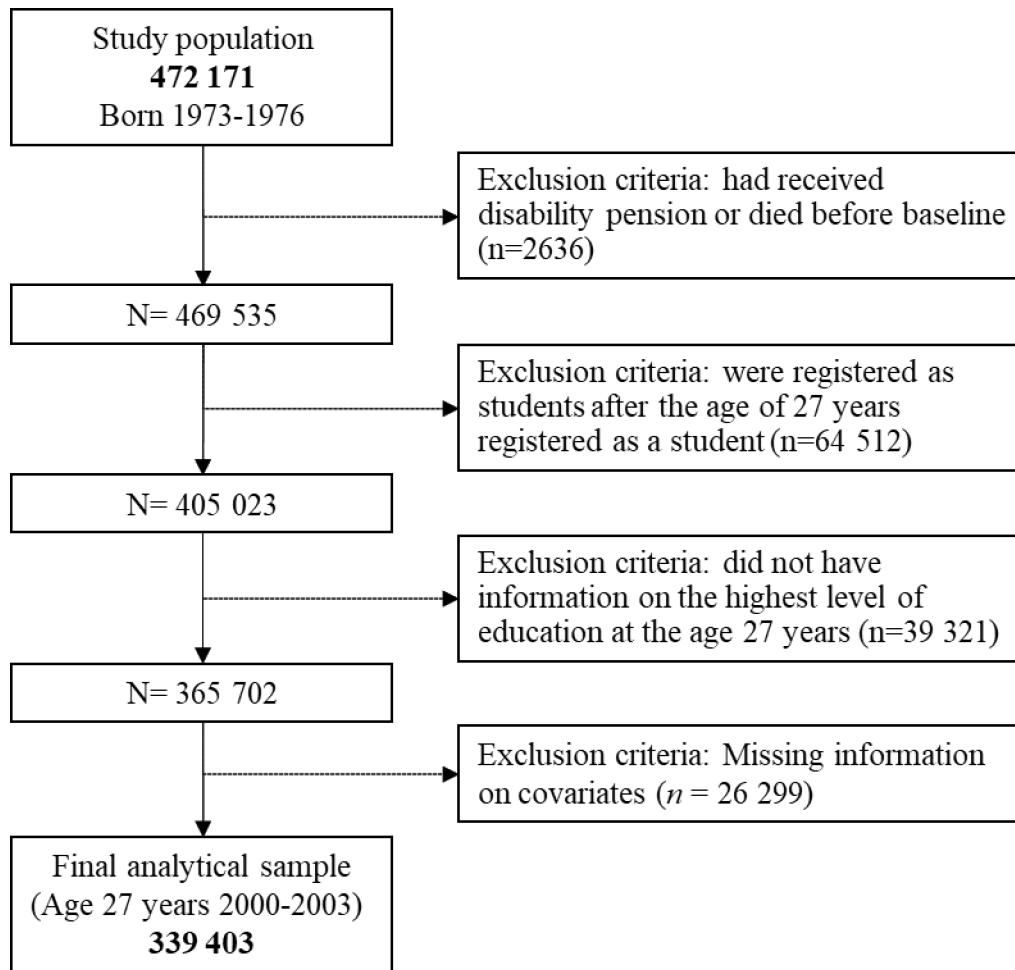 Study population
472 171
Born 1973-1976
Exclusion criteria: had received
disability pension or died before baseline
(n=2636)
N= 469 535
Exclusion criteria: were registered as
students after the age of 27 years
registered as a student (n=64 512)
N= 405 023
Exclusion criteria: did not have
information on the highest level of
education at the age 27 years (n=39 321)
N= 365 702
Exclusion criteria: Missing information
on covariates (n = 26 299)
Final analytical sample
(Age 27 years 2000-2003)
339 403